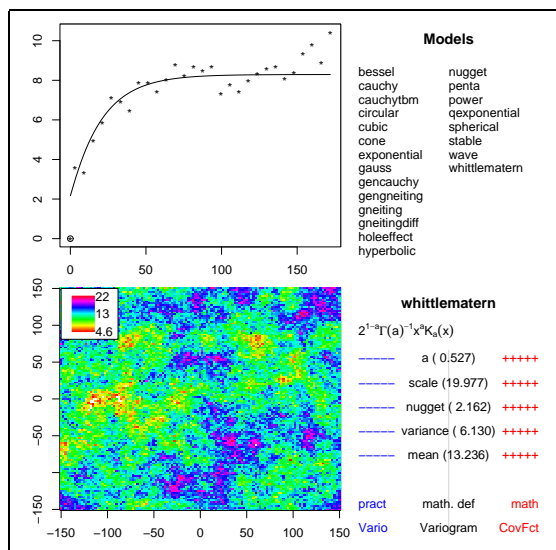 10
8
6
4
2
0
0 50 100 150
Models
bessel
cauchy
cauchytbm
circular
cubic
cone
exponential
gauss
gencauchy
gengneiting
gneiting
gneitingdiff
holeeffect
hyperbolic
nugget
penta
power
qexponential
spherical
stable
wave
whittlematern
150
100
50
0
−50
−100
−150
22
13
4.6
−150 −100 −50 0 50 100 150
whittlematern
2^{1−a}Γ(a)^{−1}x^{a}K_{a}(x)
−−−−− a ( 0.527) +++++
−−−−− scale (19.977) +++++
−−−−− nugget ( 2.162) +++++
−−−−− variance ( 6.130) +++++
−−−−− mean (13.236) +++++
pract math. def math
Vario Variogram CovFct